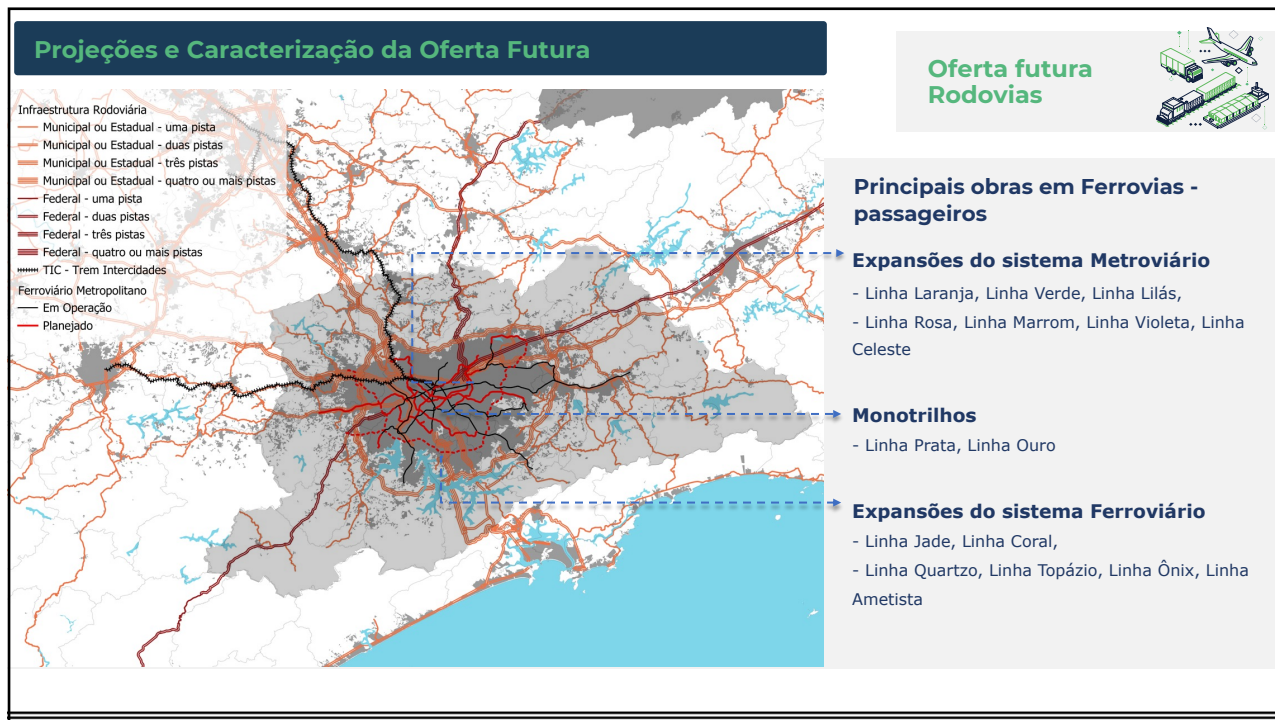 Projeções e Caracterização da Oferta Futura
Oferta futura
Rodovias
Infraestrutura Rodoviária
Municipal ou Estadual - uma pista
Municipal ou Estadual - duas pistas
Municipal ou Estadual - três pistas
Municipal ou Estadual - quatro ou mais pistas
Federal - uma pista
Federal - duas pistas
Federal - três pistas
Federal - quatro ou mais pistas
TIC - Trem Intercidades
Ferroviário Metropolitano
Em Operação
Planejado
Principais obras em Ferrovias -
passageiros
Expansões do sistema Metroviário
- Linha Laranja, Linha Verde, Linha Lilás,
- Linha Rosa, Linha Marrom, Linha Violeta, Linha
Celeste
Monotrilhos
- Linha Prata, Linha Ouro
Expansões do sistema Ferroviário
- Linha Jade, Linha Coral,
- Linha Quartzo, Linha Topázio, Linha Ônix, Linha
Ametista